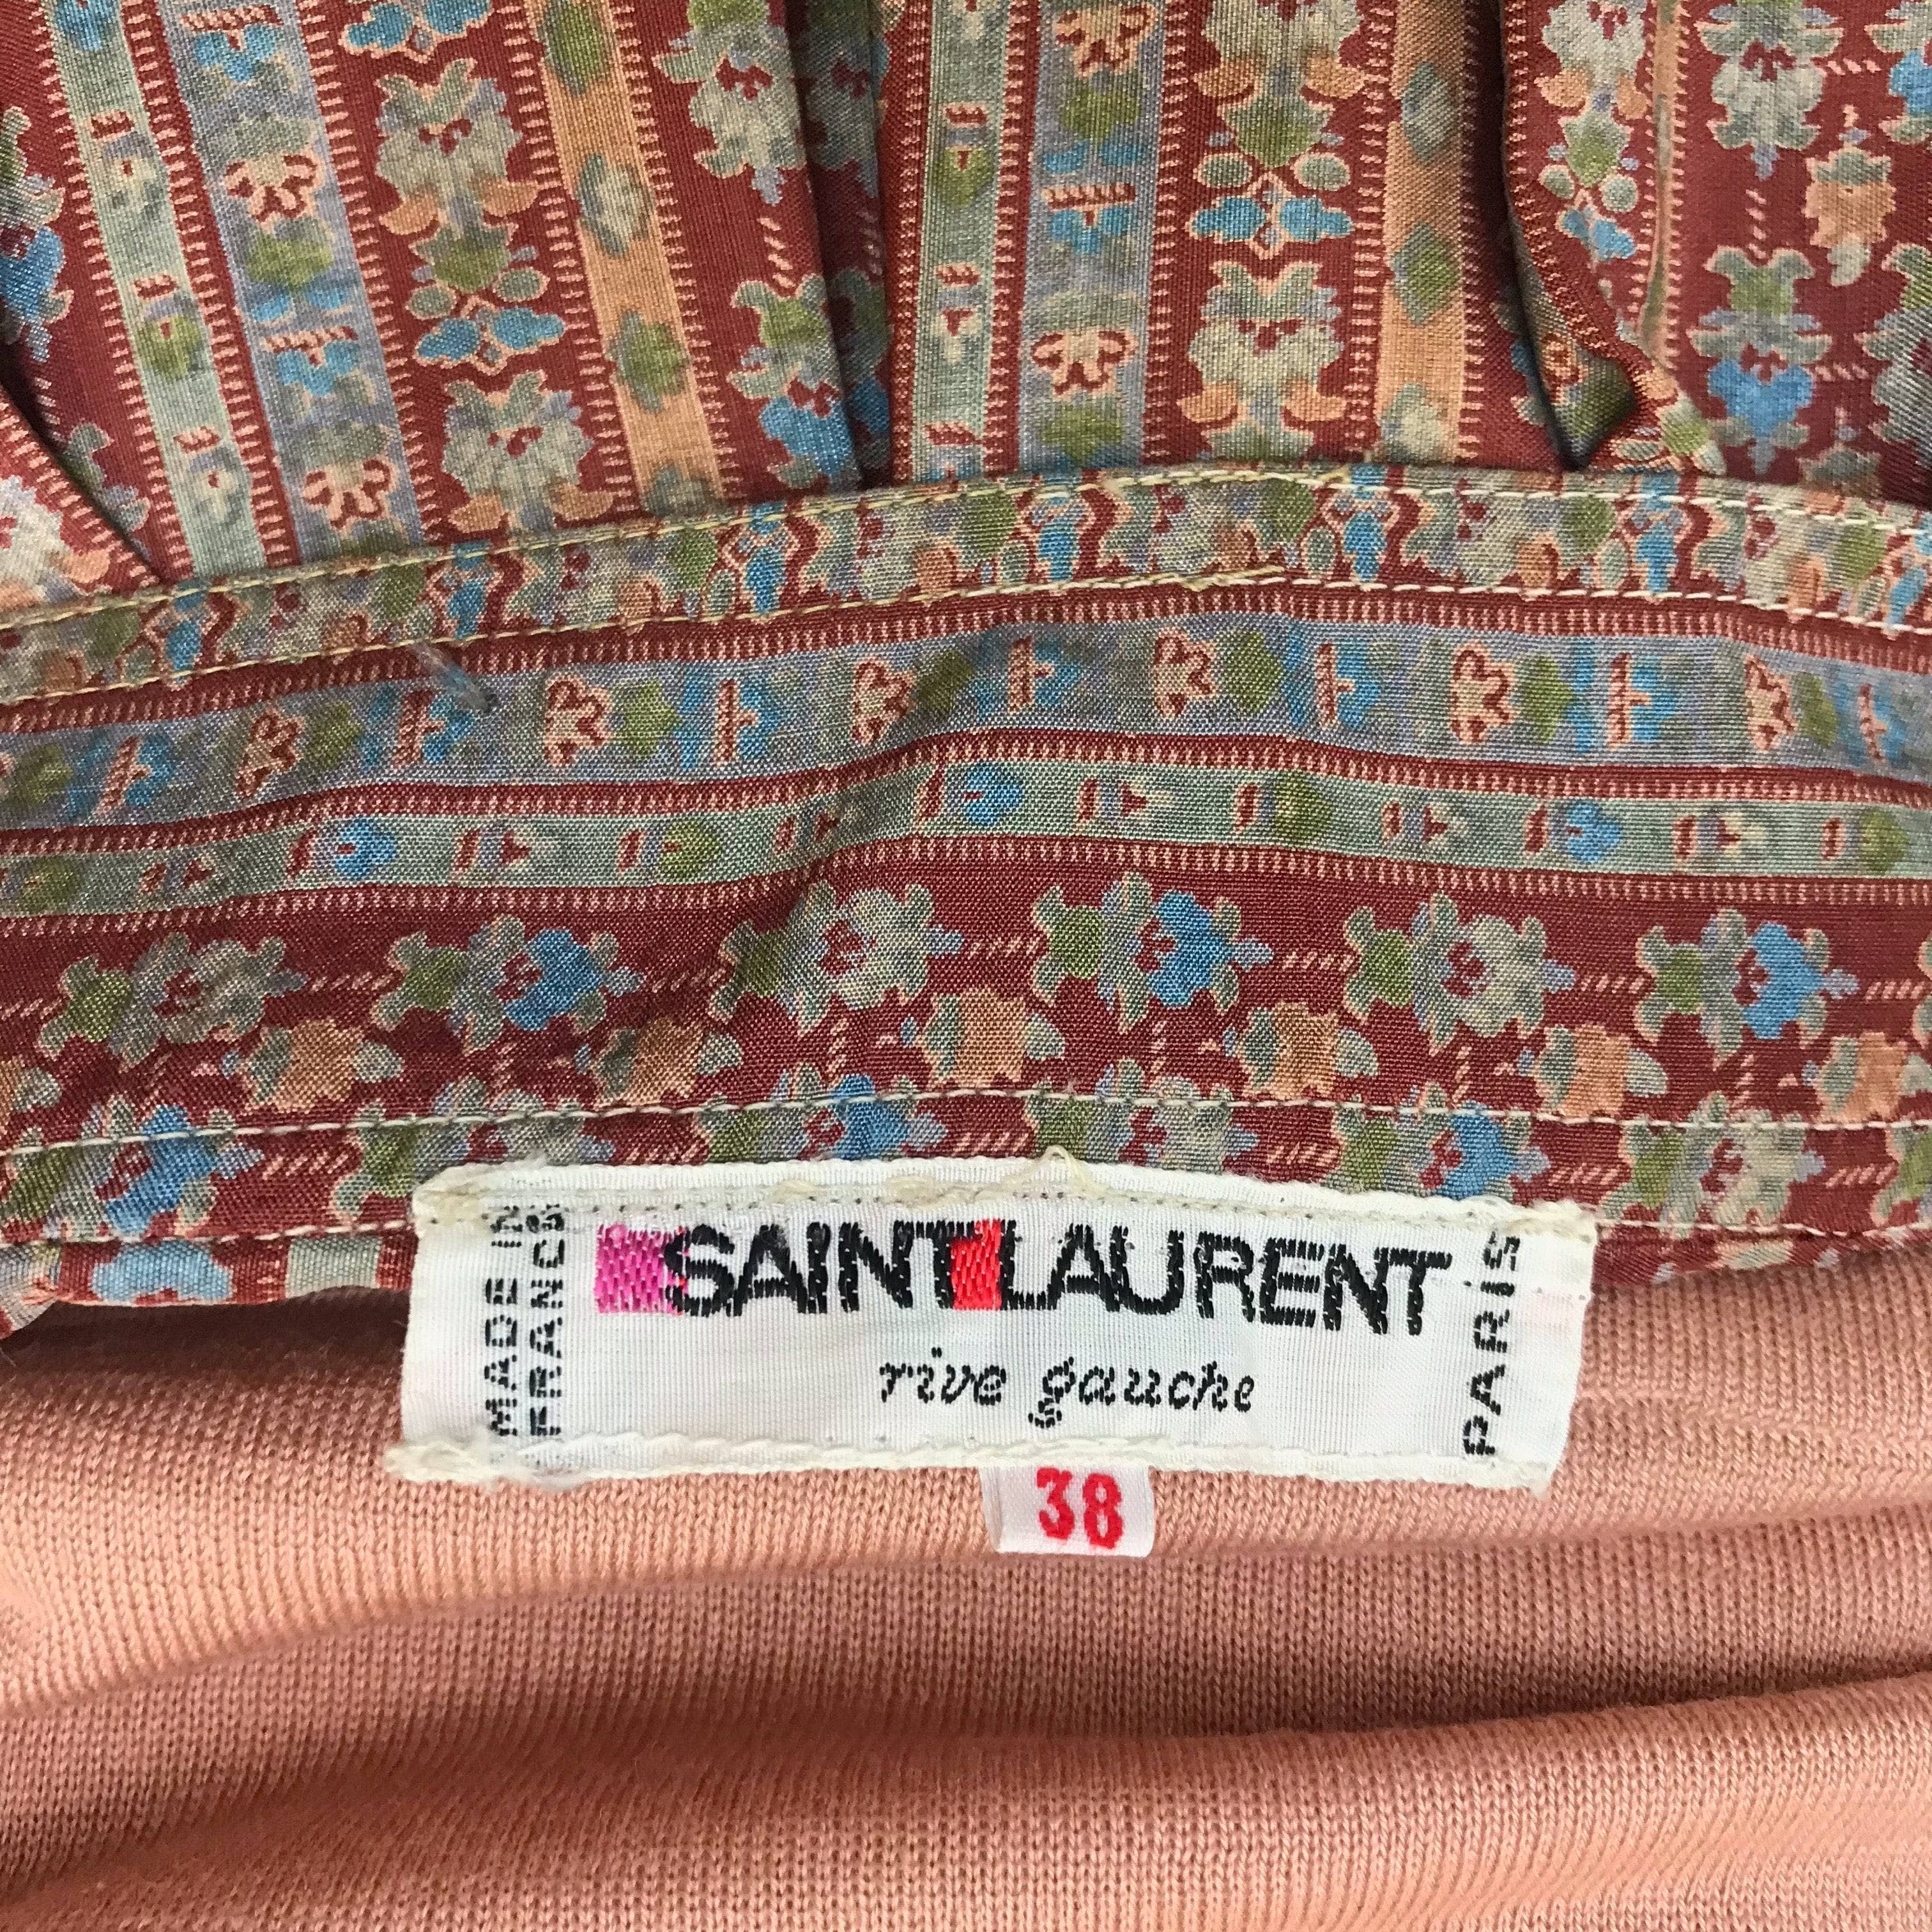 MADE IN
FRANCE
SAINT LAURENT
rive gauche
PARIS
38